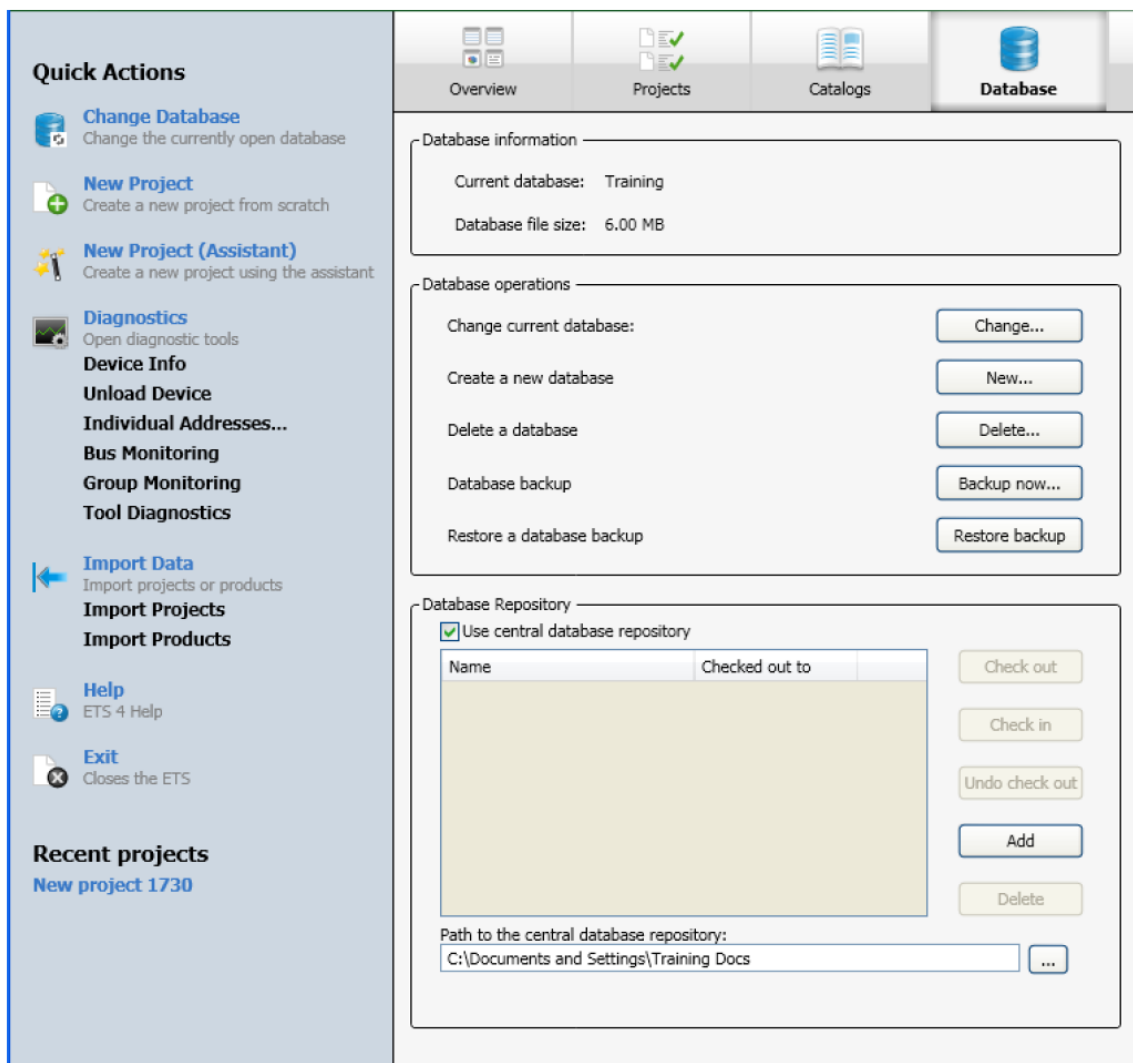 Quick Actions
Change Database
Change the currently open database
New Project
Create a new project from scratch
New Project (Assistant)
Create a new project using the assistant
Diagnostics
Open diagnostic tools
Device Info
Unload Device
Individual Addresses...
Bus Monitoring
Group Monitoring
Tool Diagnostics
Import Data
Import projects or products
Import Projects
Import Products
Help
ETS 4 Help
Exit
Closes the ETS
Recent projects
New project 1730
Overview Projects Catalogs Database
Database information
Current database: Training
Database file size: 6.00 MB
Database operations
Change current database: Change...
Create a new database New...
Delete a database Delete...
Database backup Backup now...
Restore a database backup Restore backup
Database Repository
Use central database repository
Name Checked out to
Check out
Check in
Undo check out
Add
Delete
Path to the central database repository:
C:\Documents and Settings\Training Docs ...